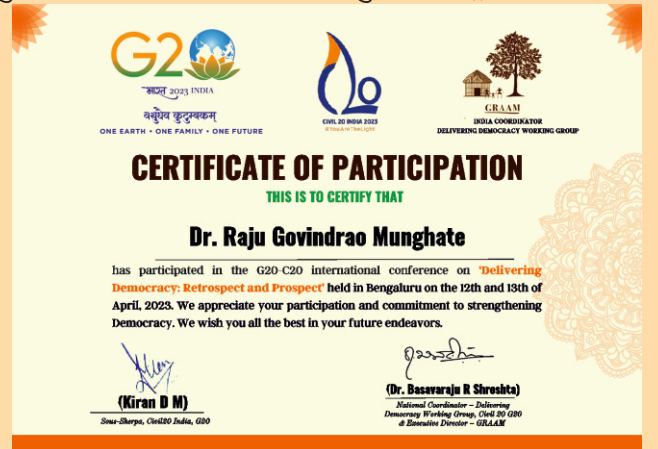 G20
भारत 2023 INDIA
वसुधैव कुटुम्बकम्
ONE EARTH • ONE FAMILY • ONE FUTURE
CIVIL 20 INDIA 2023
#YouAreTheLight
GRAAM
INDIA COORDINATOR
DELIVERING DEMOCRACY WORKING GROUP
CERTIFICATE OF PARTICIPATION
THIS IS TO CERTIFY THAT
Dr. Raju Govindrao Munghate
has participated in the G20-C20 international conference on 'Delivering
Democracy: Retrospect and Prospect' held in Bengaluru on the 12th and 13th of
April, 2023. We appreciate your participation and commitment to strengthening
Democracy. We wish you all the best in your future endeavors.
(Kiran D M)
Sous-Sherpa, Civil20 India, G20
(Dr. Basavaraju R Shreshta)
National Coordinator – Delivering
Democracy Working Group, Civil 20 G20
& Executive Director – GRAAM